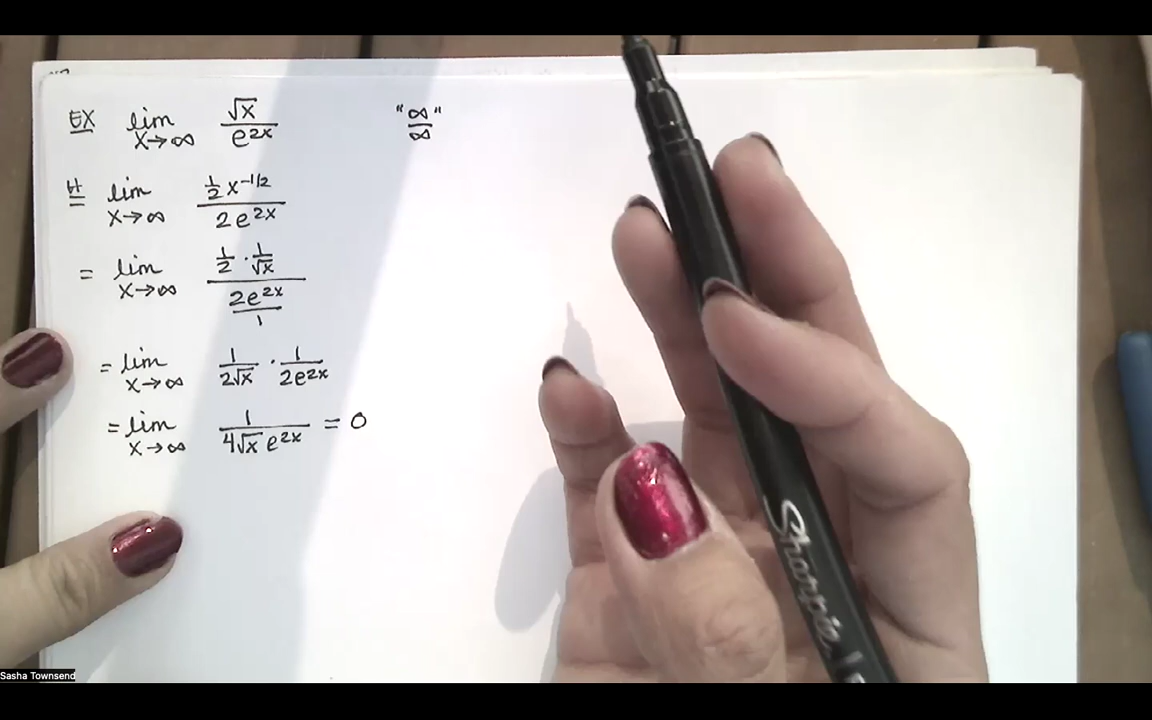 EX lim x→∞ √x / e^2x "∞/∞"
H= lim x→∞ ½ x^-1/2 / 2e^2x
= lim x→∞ ½ · 1/√x / 2e^2x/1
= lim x→∞ 1/2√x · 1/2e^2x
= lim x→∞ 1/4√x e^2x = 0
Sharpie
Sasha Townsend